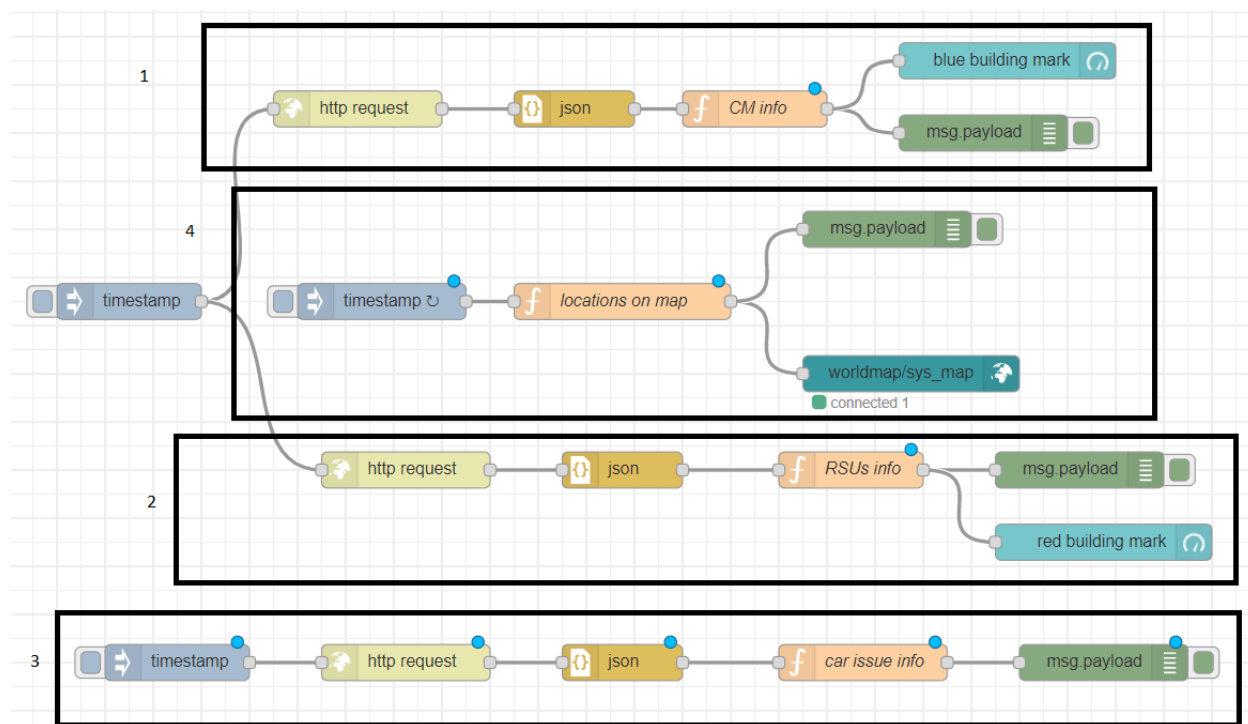 1
blue building mark
http request
json
CM info
msg.payload
4
msg.payload
timestamp
timestamp ↻
locations on map
worldmap/sys_map
connected 1
http request
json
RSUs info
msg.payload
2
red building mark
3
timestamp
http request
json
car issue info
msg.payload